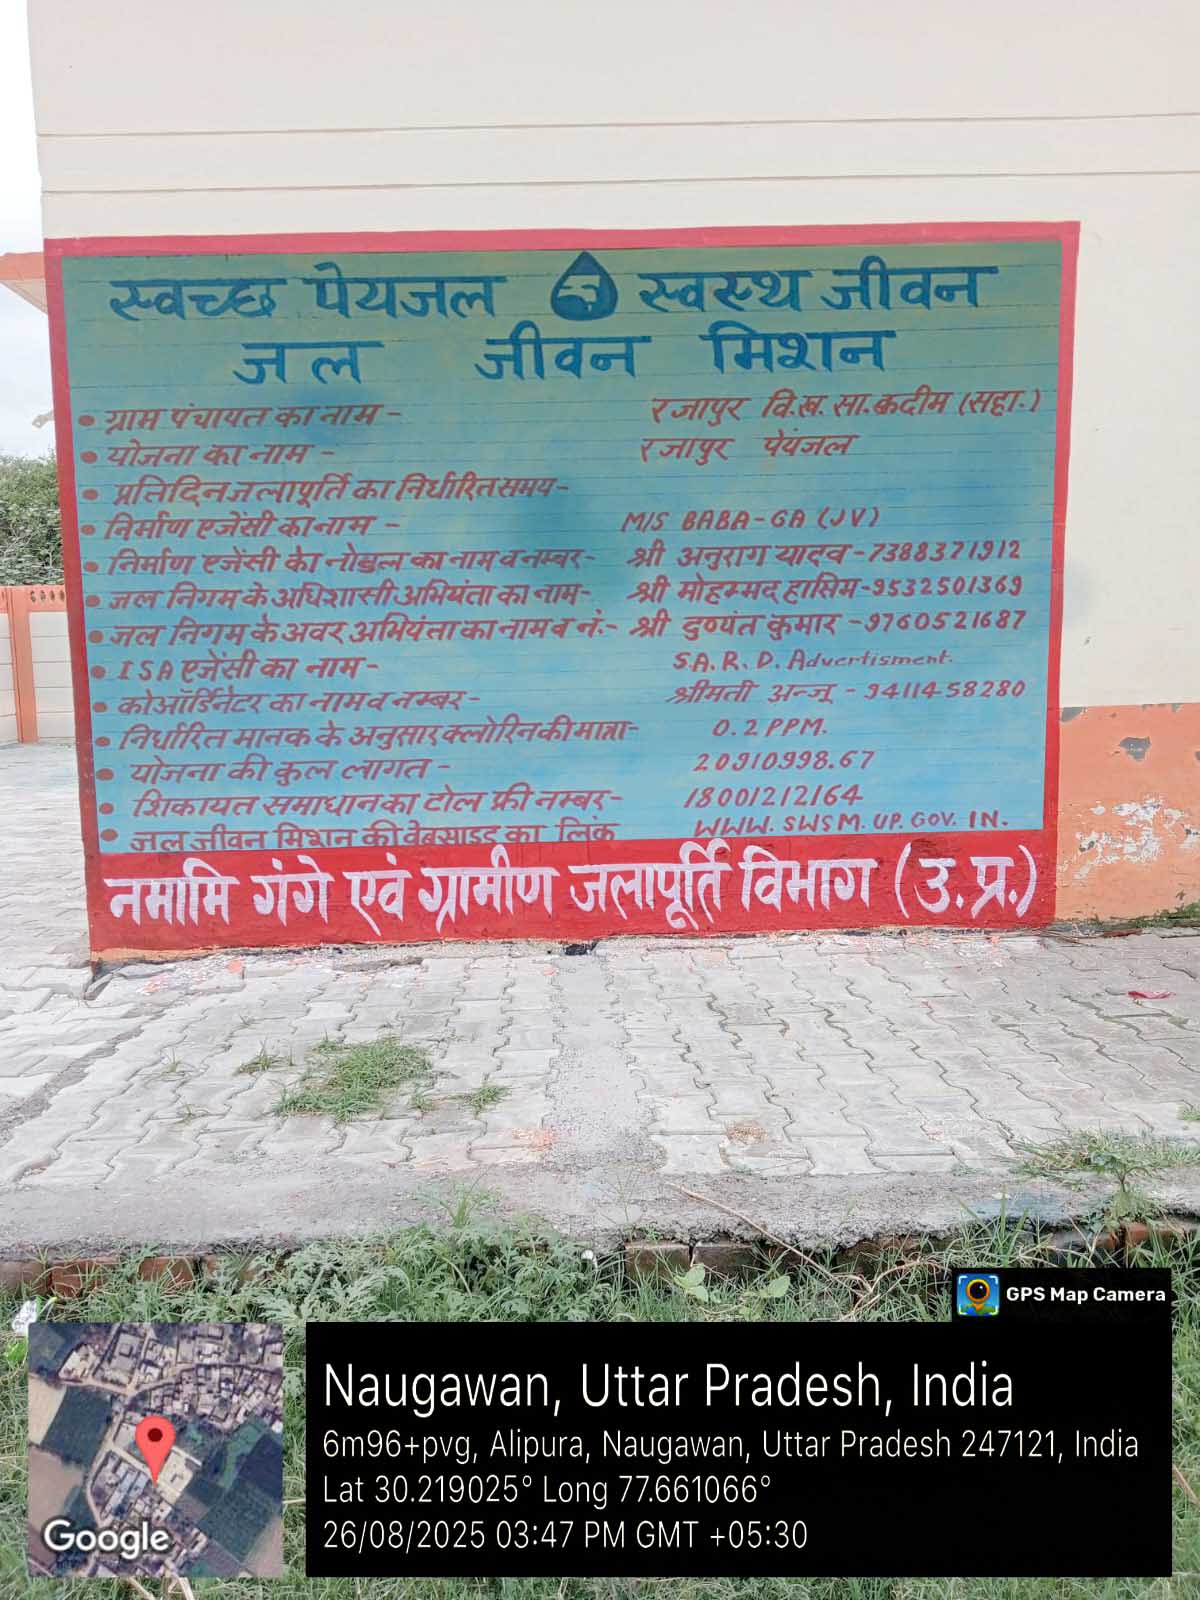 स्वच्छ पेयजल स्वस्थ जीवन
जल जीवन मिशन
• ग्राम पंचायत का नाम - रजापुर वि.ख. सा.कदीम (सहा.)
• योजना का नाम - रजापुर पेयंजल
• प्रतिदिन जलापूर्ति का निर्धारित समय-
• निर्माण एजेंसी का नाम - M/S BABA-GA (JV)
• निर्माण एजेंसी के नोडल का नाम व नम्बर- श्री अनुराग यादव-7388371912
• जल निगम के अधिशासी अभियंता का नाम- श्री मोहम्मद हासिम-9532501369
• जल निगम के अवर अभियंता का नाम व नं.- श्री दुष्यंत कुमार -9760521687
• ISA एजेंसी का नाम- S.A.R.D. Advertisment.
• कोऑर्डिनेटर का नाम व नम्बर- श्रीमती अन्जू - 9411458280
• निर्धारित मानक के अनुसार क्लोरिन की मात्रा- 0.2 PPM.
• योजना की कुल लागत - 20910998.67
• शिकायत समाधान का टोल फ्री नम्बर- 18001212164
• जल जीवन मिशन की वेबसाइड का लिंक WWW.SWSM.UP.GOV.IN.
नमामि गंगे एवं ग्रामीण जलापूर्ति विभाग (उ.प्र.)
GPS Map Camera
Naugawan, Uttar Pradesh, India
6m96+pvg, Alipura, Naugawan, Uttar Pradesh 247121, India
Lat 30.219025° Long 77.661066°
26/08/2025 03:47 PM GMT +05:30
Google